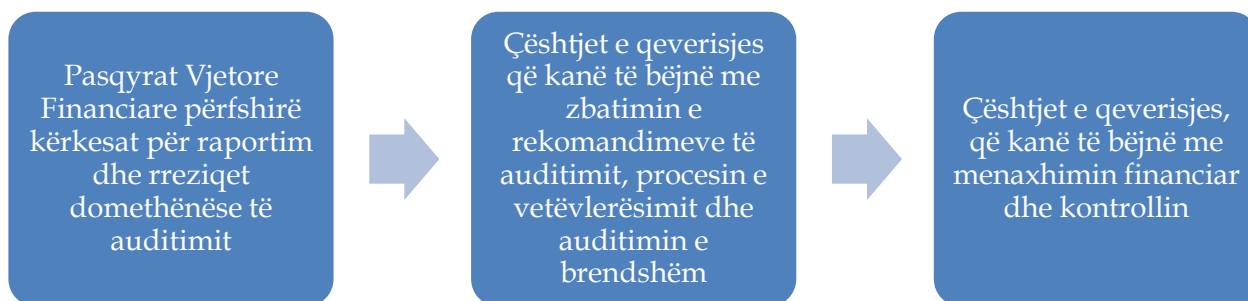 Pasqyrat Vjetore
Financiare përfshirë
kërkesat për raportim
dhe rreziqet
domethënëse të
auditimit
Çështjet e qeverisjes
që kanë të bëjnë me
zbatimin e
rekomandimeve të
auditimit, procesin e
vetëvlerësimit dhe
auditimin e
brendshëm
Çështjet e qeverisjes,
që kanë të bëjnë me
menaxhimin financiar
dhe kontrollin